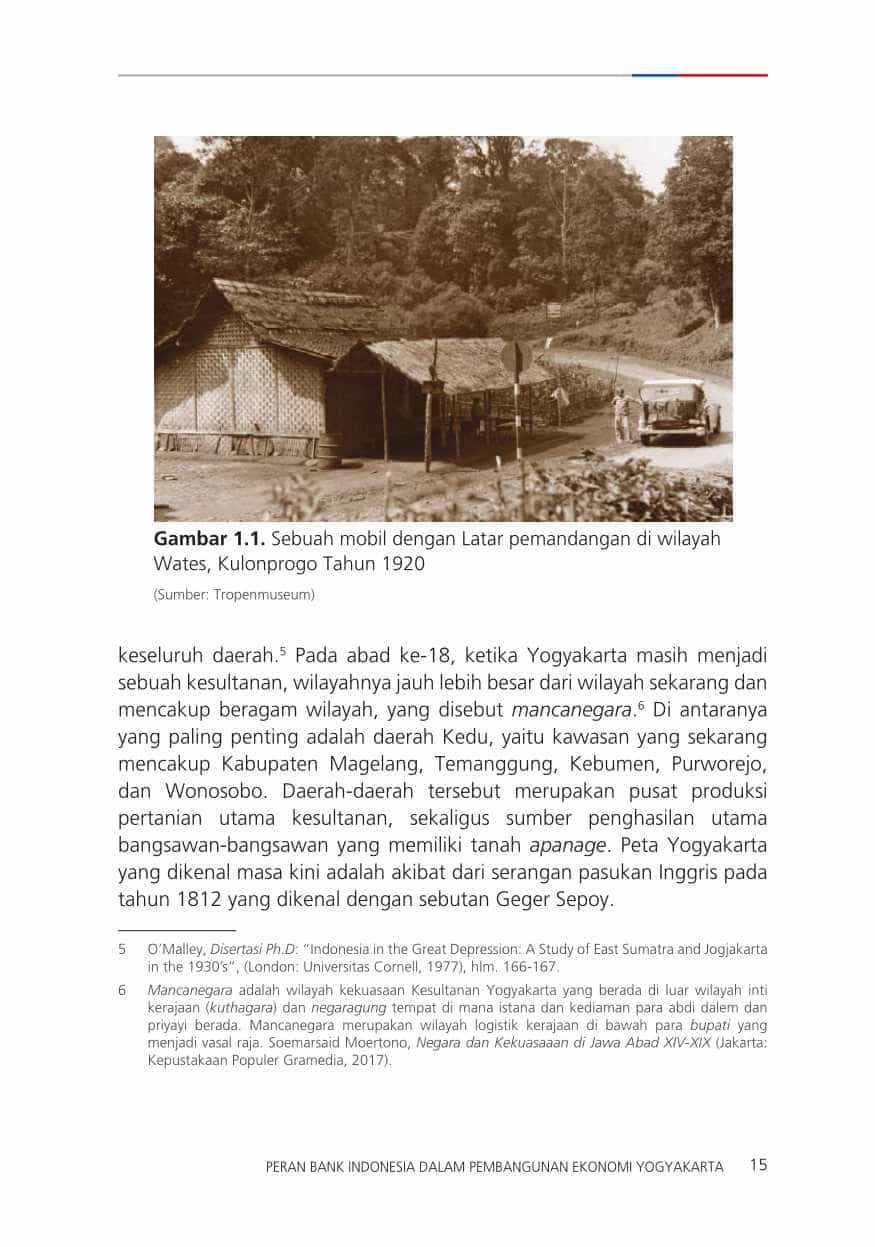 Gambar 1.1. Sebuah mobil dengan Latar pemandangan di wilayah
Wates, Kulonprogo Tahun 1920
(Sumber: Tropenmuseum)
keseluruh daerah.5 Pada abad ke-18, ketika Yogyakarta masih menjadi
sebuah kesultanan, wilayahnya jauh lebih besar dari wilayah sekarang dan
mencakup beragam wilayah, yang disebut mancanegara.6 Di antaranya
yang paling penting adalah daerah Kedu, yaitu kawasan yang sekarang
mencakup Kabupaten Magelang, Temanggung, Kebumen, Purworejo,
dan Wonosobo. Daerah-daerah tersebut merupakan pusat produksi
pertanian utama kesultanan, sekaligus sumber penghasilan utama
bangsawan-bangsawan yang memiliki tanah apanage. Peta Yogyakarta
yang dikenal masa kini adalah akibat dari serangan pasukan Inggris pada
tahun 1812 yang dikenal dengan sebutan Geger Sepoy.
5 O’Malley, Disertasi Ph.D: “Indonesia in the Great Depression: A Study of East Sumatra and Jogjakarta
in the 1930’s”, (London: Universitas Cornell, 1977), hlm. 166-167.
6 Mancanegara adalah wilayah kekuasaan Kesultanan Yogyakarta yang berada di luar wilayah inti
kerajaan (kuthagara) dan negaragung tempat di mana istana dan kediaman para abdi dalem dan
priyayi berada. Mancanegara merupakan wilayah logistik kerajaan di bawah para bupati yang
menjadi vasal raja. Soemarsaid Moertono, Negara dan Kekuasaaan di Jawa Abad XIV-XIX (Jakarta:
Kepustakaan Populer Gramedia, 2017).
PERAN BANK INDONESIA DALAM PEMBANGUNAN EKONOMI YOGYAKARTA 15